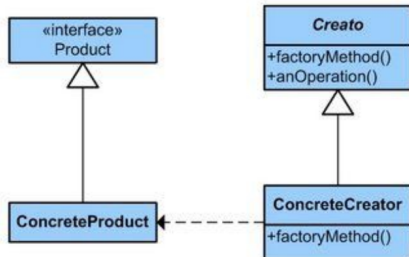 «interface»
Product
Creato
+factoryMethod()
+anOperation()
ConcreteProduct
ConcreteCreator
+factoryMethod()